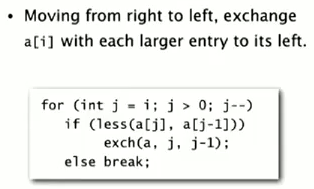 • Moving from right to left, exchange
a[i] with each larger entry to its left.
for (int j = i; j > 0; j--)
if (less(a[j], a[j-1]))
exch(a, j, j-1);
else break;